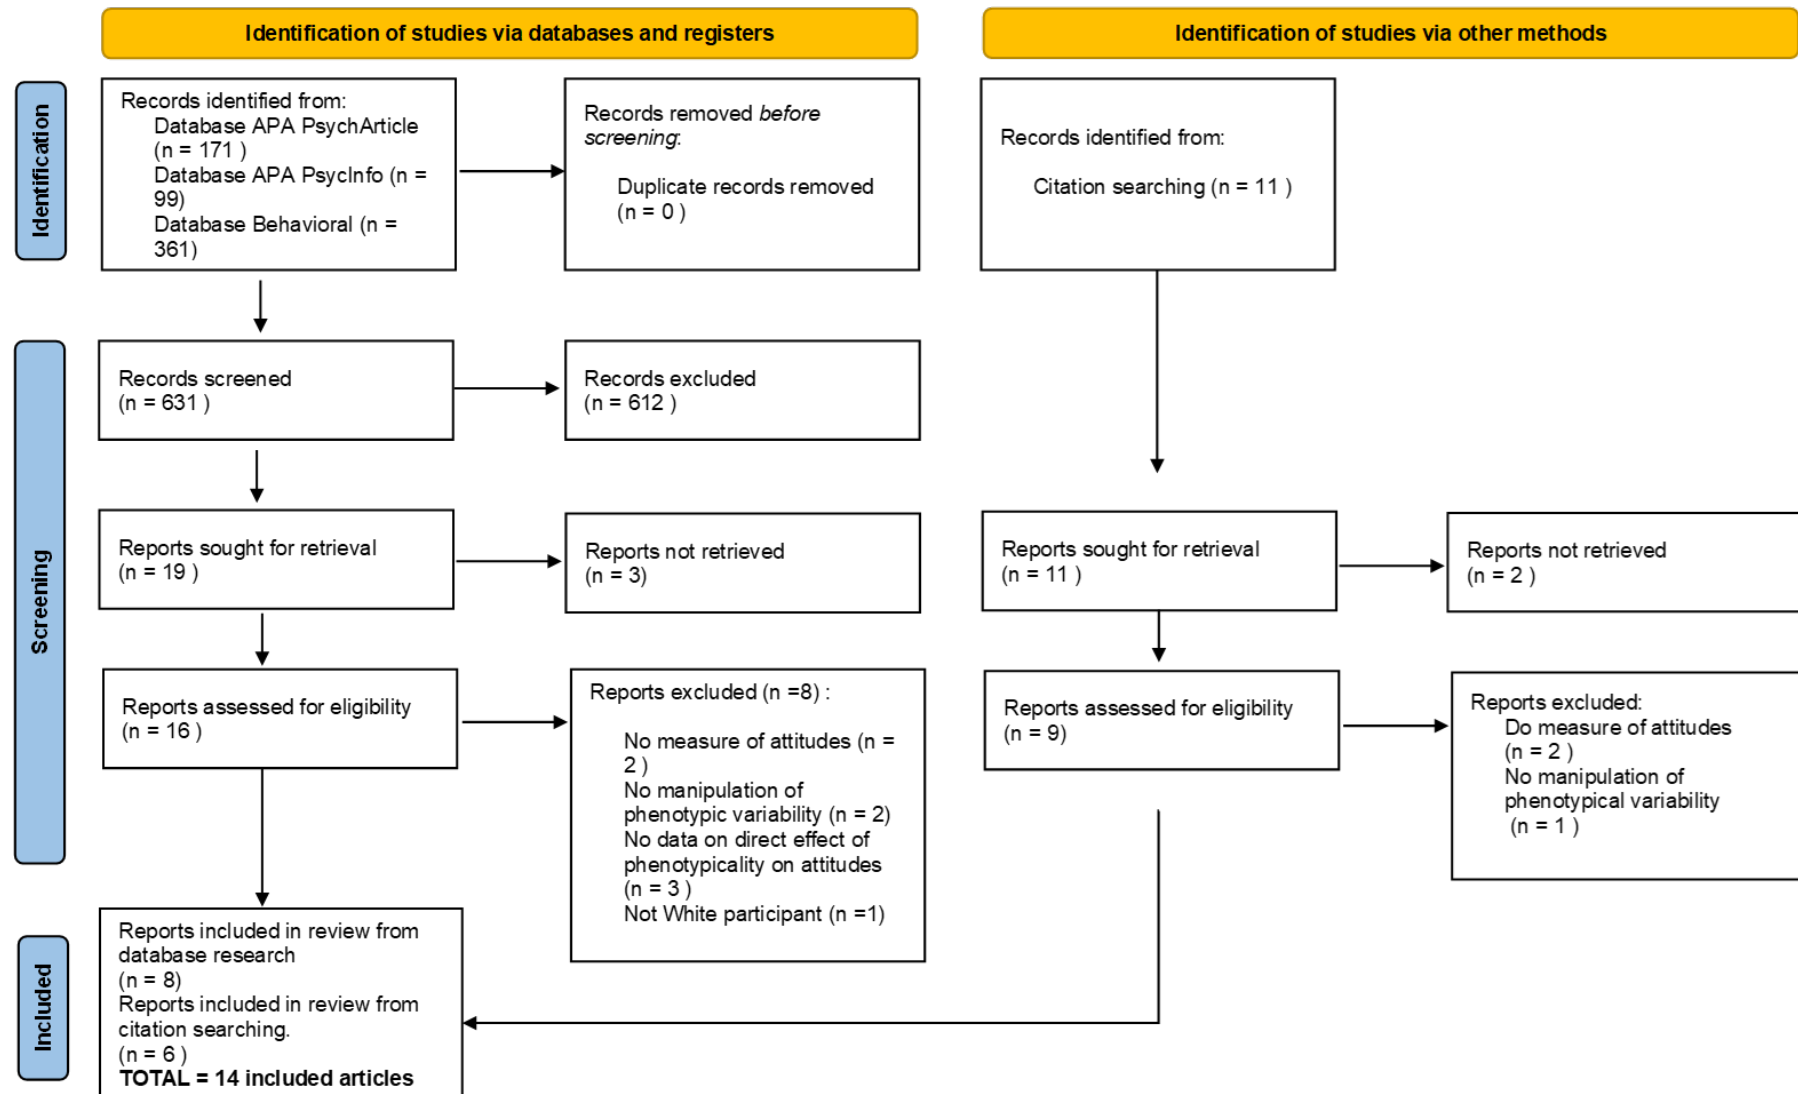 Identification of studies via databases and registers
Identification of studies via other methods
Identification
Records identified from:
Database APA PsychArticle
(n = 171 )
Database APA PsycInfo (n =
99)
Database Behavioral (n =
361)
Records removed before
screening:
Duplicate records removed
(n = 0 )
Records identified from:
Citation searching (n = 11 )
Screening
Records screened
(n = 631 )
Records excluded
(n = 612 )
Reports sought for retrieval
(n = 19 )
Reports not retrieved
(n = 3)
Reports sought for retrieval
(n = 11 )
Reports not retrieved
(n = 2 )
Reports assessed for eligibility
(n = 16 )
Reports excluded (n =8) :
No measure of attitudes (n =
2 )
No manipulation of
phenotypic variability (n = 2)
No data on direct effect of
phenotypicality on attitudes
(n = 3 )
Not White participant (n =1)
Reports assessed for eligibility
(n = 9)
Reports excluded:
Do measure of attitudes
(n = 2 )
No manipulation of
phenotypical variability
(n = 1 )
Included
Reports included in review from
database research
(n = 8)
Reports included in review from
citation searching.
(n = 6 )
TOTAL = 14 included articles